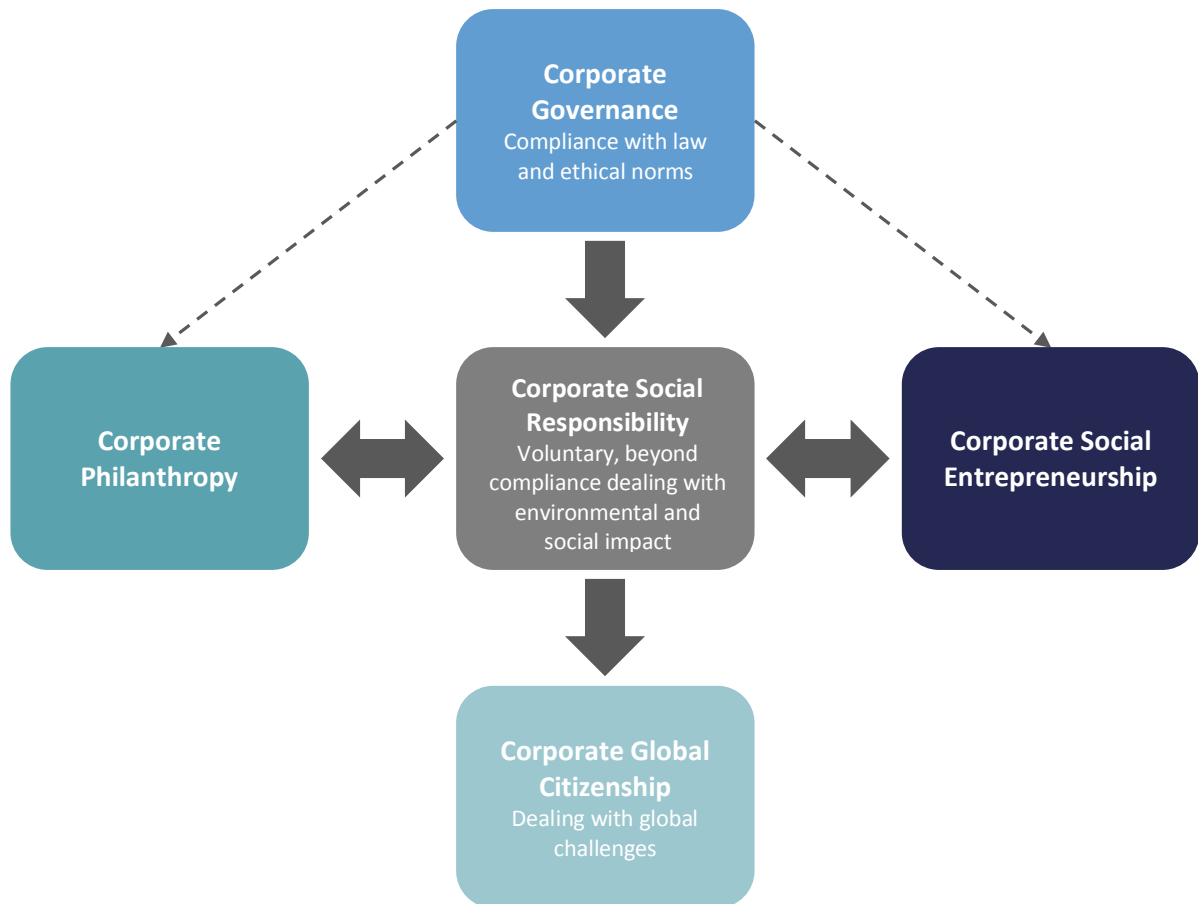 Corporate
Governance
Compliance with law
and ethical norms
Corporate
Philanthropy
Corporate Social
Responsibility
Voluntary, beyond
compliance dealing with
environmental and
social impact
Corporate Social
Entrepreneurship
Corporate Global
Citizenship
Dealing with global
challenges